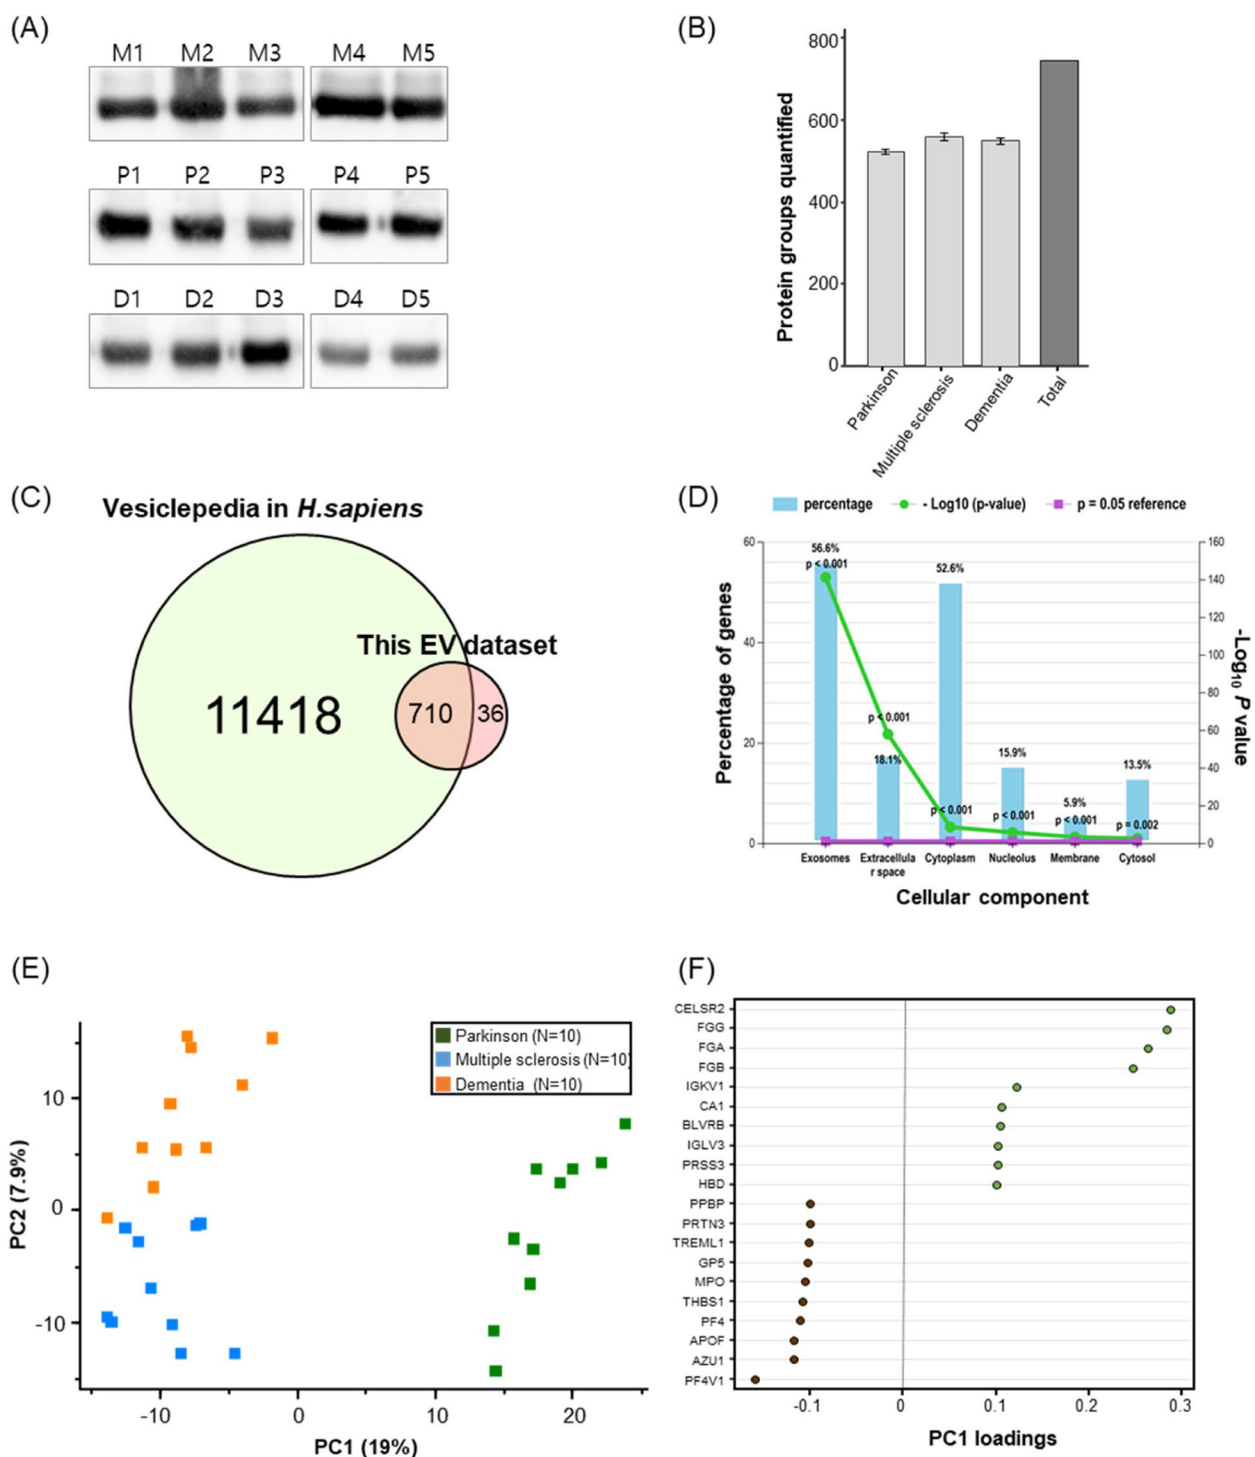 (A)
M1 M2 M3 M4 M5
P1 P2 P3 P4 P5
D1 D2 D3 D4 D5
(B)
Protein groups quantified
800
600
400
200
0
Parkinson
Multiple sclerosis
Dementia
Total
(C)
Vesiclepedia in H.sapiens
This EV dataset
11418
710
36
(D)
percentage
- Log10 (p-value)
p = 0.05 reference
Percentage of genes
60
40
20
0
56.6%
p < 0.001
p < 0.001
18.1%
52.6%
p < 0.001
15.9%
p < 0.001
5.9%
p < 0.001
13.5%
p = 0.002
160
140
120
100
80
60
40
20
0
-Log10 P value
Exosomes
Extracellula
r space
Cytoplasm
Nucleolus
Membrane
Cytosol
Cellular component
(E)
Parkinson (N=10)
Multiple sclerosis (N=10)
Dementia (N=10)
PC2 (7.9%)
10
0
-10
-10 0 10 20
PC1 (19%)
(F)
CELSR2
FGG
FGA
FGB
IGKV1
CA1
BLVRB
IGLV3
PRSS3
HBD
PPBP
PRTN3
TREML1
GP5
MPO
THBS1
PF4
APOF
AZU1
PF4V1
-0.1 0 0.1 0.2 0.3
PC1 loadings